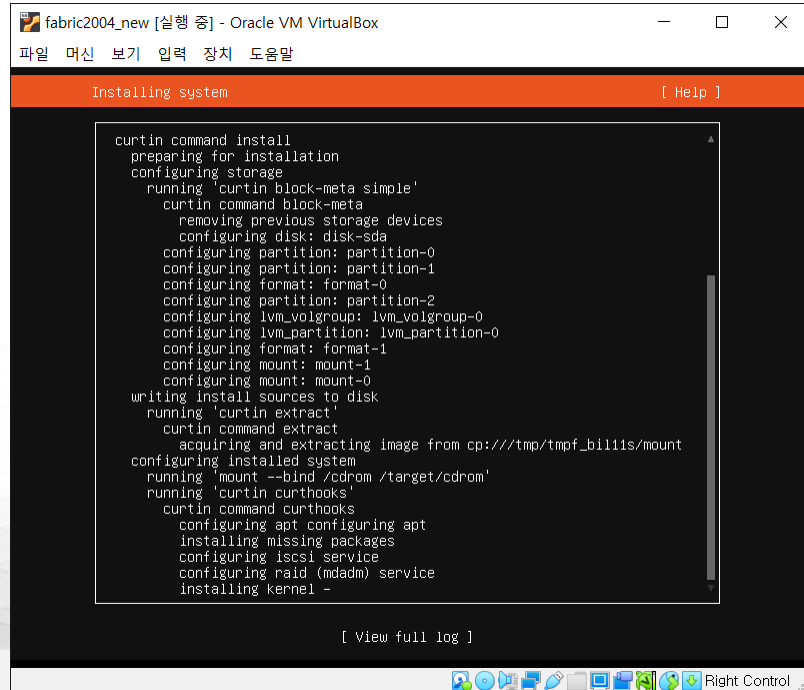 fabric2004_new [실행 중] - Oracle VM VirtualBox
파일 머신 보기 입력 장치 도움말
Installing system [ Help ]
curtin command install
preparing for installation
configuring storage
running 'curtin block-meta simple'
curtin command block-meta
removing previous storage devices
configuring disk: disk-sda
configuring partition: partition-0
configuring partition: partition-1
configuring format: format-0
configuring partition: partition-2
configuring lvm_volgroup: lvm_volgroup-0
configuring lvm_partition: lvm_partition-0
configuring format: format-1
configuring mount: mount-1
configuring mount: mount-0
writing install sources to disk
running 'curtin extract'
curtin command extract
acquiring and extracting image from cp:///tmp/tmpf_bil11s/mount
configuring installed system
running 'mount --bind /cdrom /target/cdrom'
running 'curtin curthooks'
curtin command curthooks
configuring apt configuring apt
installing missing packages
configuring iscsi service
configuring raid (mdadm) service
installing kernel -
[ View full log ]
Right Control